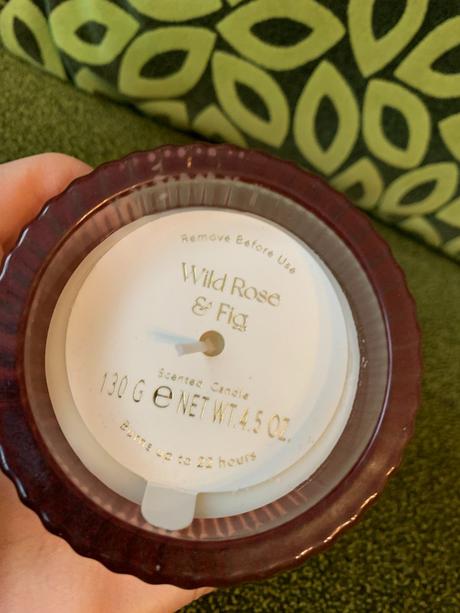 Remove Before Use
Wild Rose
& Fig
Scented Candle
130 G ℮ NET WT. 4.5 OZ.
Burns up to 22 hours